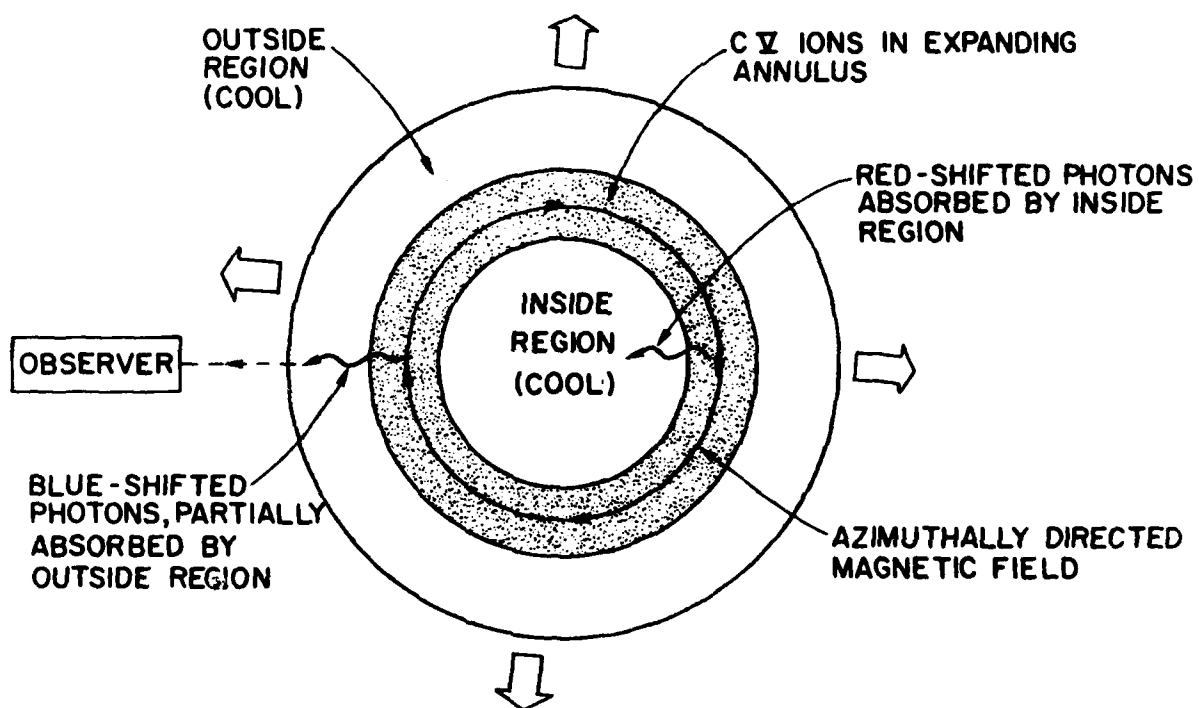 OUTSIDE
REGION
(COOL)
C V IONS IN EXPANDING
ANNULUS
RED-SHIFTED PHOTONS
ABSORBED BY INSIDE
REGION
INSIDE
REGION
(COOL)
OBSERVER
BLUE-SHIFTED
PHOTONS, PARTIALLY
ABSORBED BY
OUTSIDE REGION
AZIMUTHALLY DIRECTED
MAGNETIC FIELD